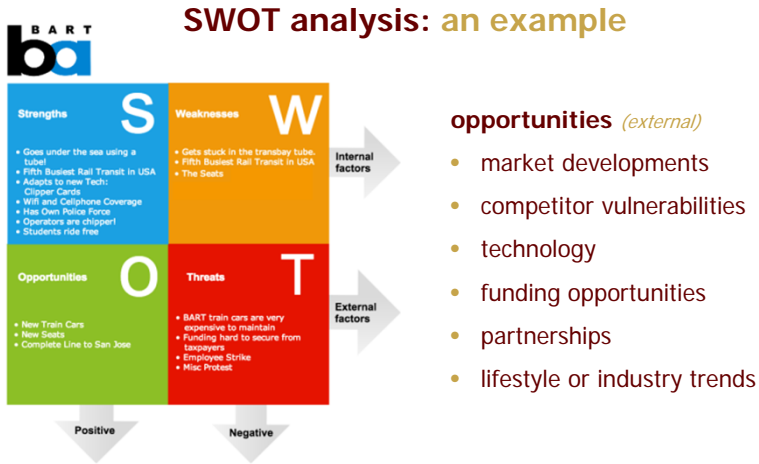 SWOT analysis: an example
BART
ba
Strengths
S
• Goes under the sea using a
tube!
• Fifth Busiest Rail Transit in USA
• Adapts to new Tech:
Clipper Cards
• Wifi and Cellphone Coverage
• Has Own Police Force
• Operators are chipper!
• Students ride free
Weaknesses
W
• Gets stuck in the transbay tube.
• Fifth Busiest Rail Transit in USA
• The Seats
Internal
factors
Opportunities
O
• New Train Cars
• New Seats
• Complete Line to San Jose
Threats
T
• BART train cars are very
expensive to maintain
• Funding hard to secure from
taxpayers
• Employee Strike
• Misc Protest
External
factors
Positive
Negative
opportunities (external)
• market developments
• competitor vulnerabilities
• technology
• funding opportunities
• partnerships
• lifestyle or industry trends